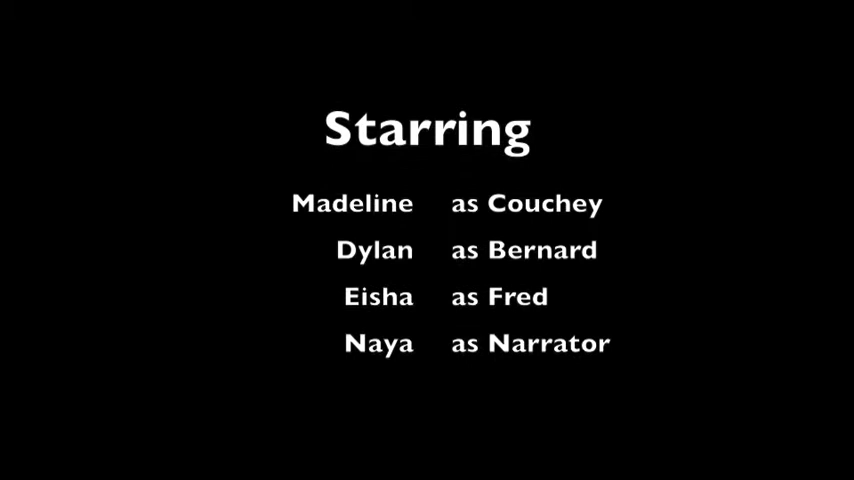 Starring
Madeline as Couchey
Dylan as Bernard
Eisha as Fred
Naya as Narrator